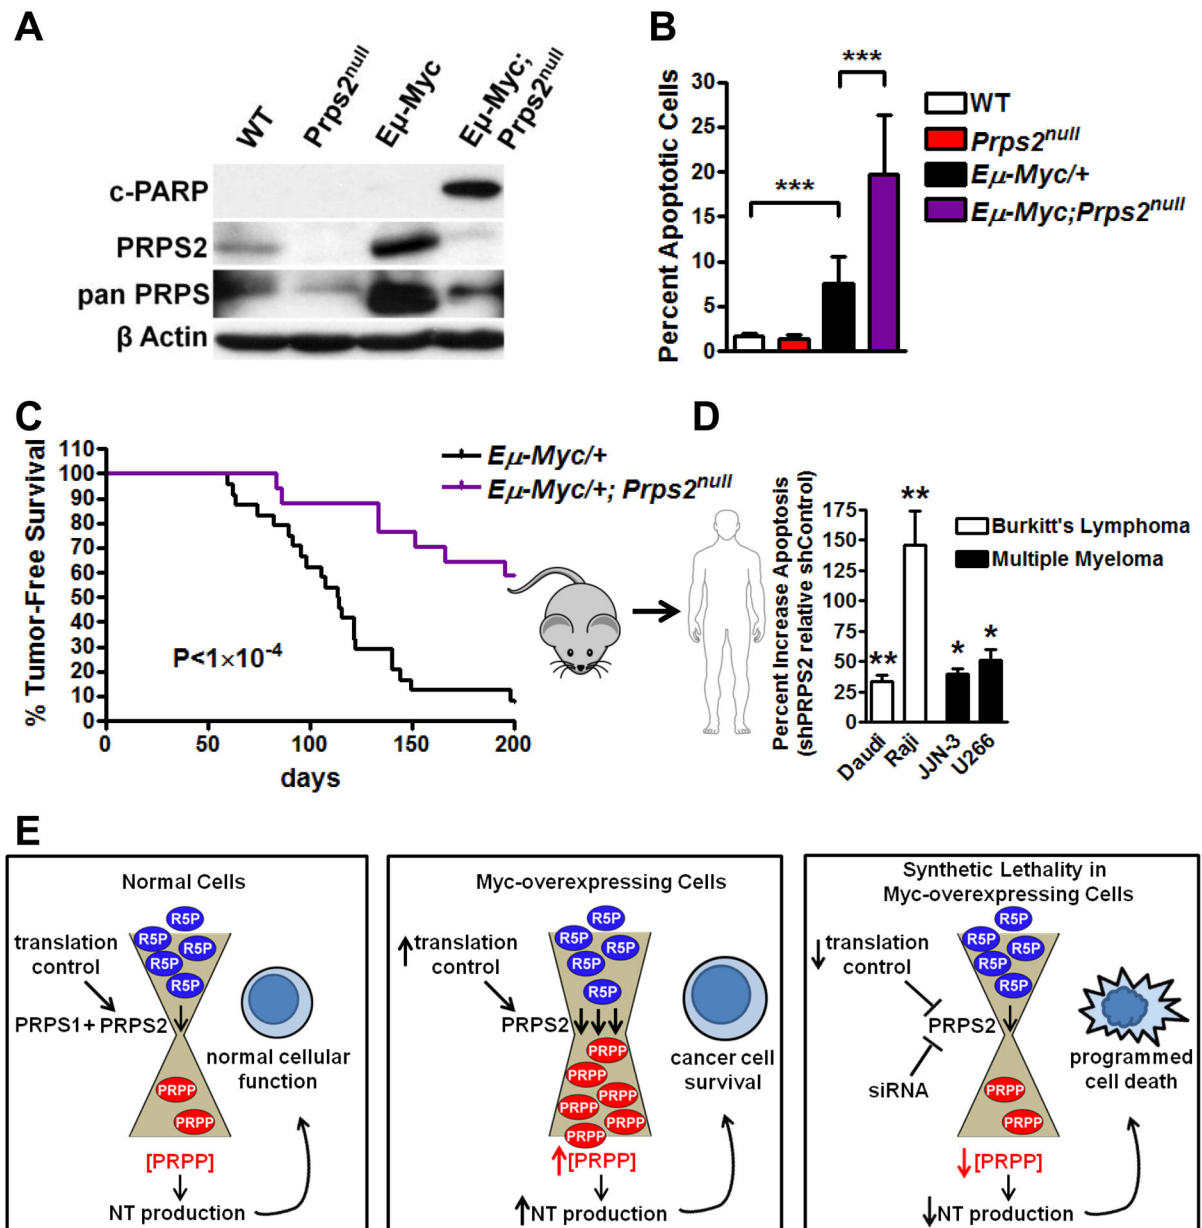 A
WT
Prps2null
Eμ-Myc
Eμ-Myc;
Prps2null
c-PARP
PRPS2
pan PRPS
β Actin
B
Percent Apoptotic Cells
30
25
20
15
10
5
0
***
***
WT
Prps2null
Eμ-Myc/+
Eμ-Myc;Prps2null
C
% Tumor-Free Survival
110
100
90
80
70
60
50
40
30
20
10
0
0 50 100 150 200
days
P<1×10-4
Eμ-Myc/+
Eμ-Myc/+; Prps2null
D
Percent Increase Apoptosis
(shPRPS2 relative shControl)
175
150
125
100
75
50
25
0
**
**
*
*
Daudi
Raji
JJN-3
U266
Burkitt's Lymphoma
Multiple Myeloma
E
Normal Cells
R5P
R5P
R5P
R5P
R5P
translation
control
PRPS1+PRPS2
normal cellular
function
PRPP
PRPP
[PRPP]
NT production
Myc-overexpressing Cells
R5P
R5P
R5P
R5P
R5P
translation
control
PRPS2
cancer cell
survival
PRPP
PRPP
PRPP
PRPP
PRPP
PRPP
[PRPP]
NT production
Synthetic Lethality in
Myc-overexpressing Cells
R5P
R5P
R5P
R5P
R5P
translation
control
PRPS2
siRNA
programmed
cell death
PRPP
PRPP
[PRPP]
NT production